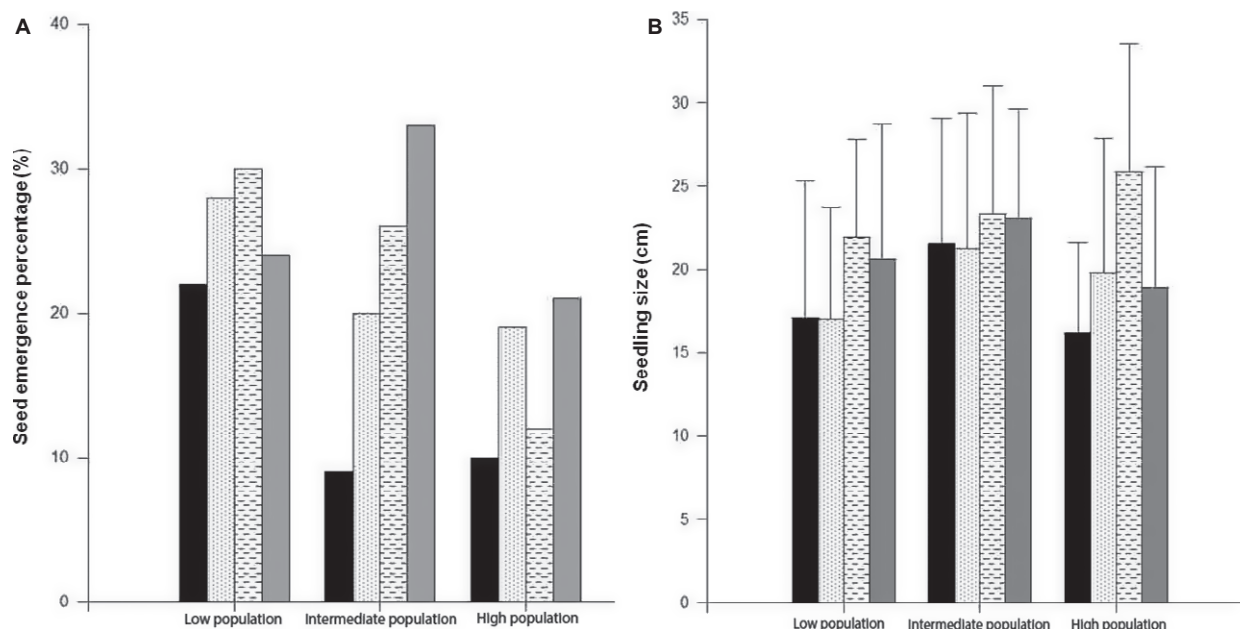 A
Seed emergence percentage (%)
40
30
20
10
0
Low population
Intermediate population
High population
B
Seedling size (cm)
35
30
25
20
15
10
5
0
Low population
Intermediate population
High population